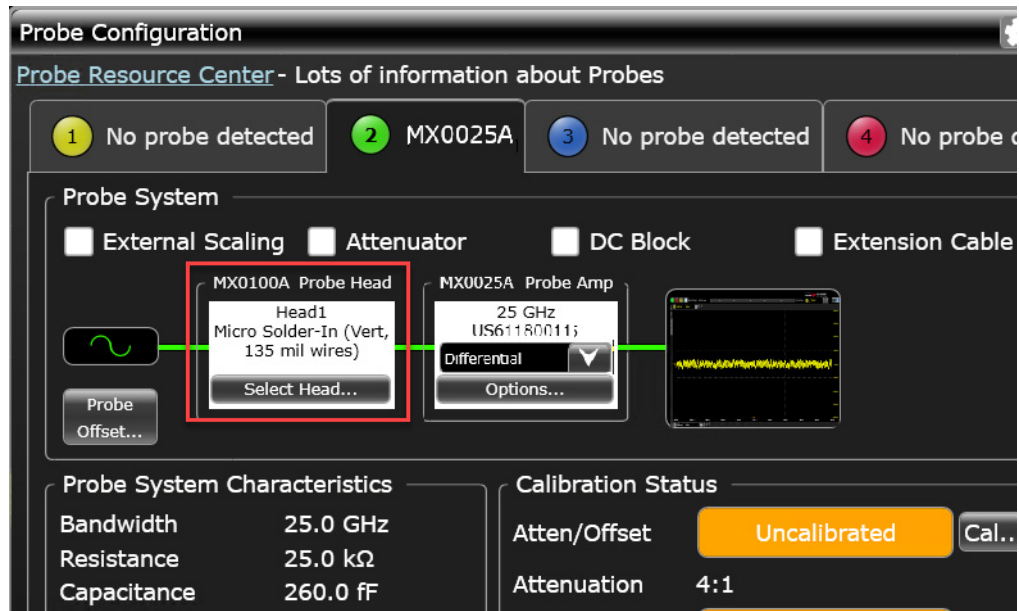 Probe Configuration
Probe Resource Center - Lots of information about Probes
1 No probe detected
2 MX0025A
3 No probe detected
4 No probe
Probe System
External Scaling
Attenuator
DC Block
Extension Cable
MX0100A Probe Head
Head1
Micro Solder-In (Vert,
135 mil wires)
Select Head...
MX0025A Probe Amp
25 GHz
Differential
Options...
Probe
Offset...
Probe System Characteristics
Bandwidth 25.0 GHz
Resistance 25.0 kΩ
Capacitance 260.0 fF
Calibration Status
Atten/Offset Uncalibrated Cal..
Attenuation 4:1